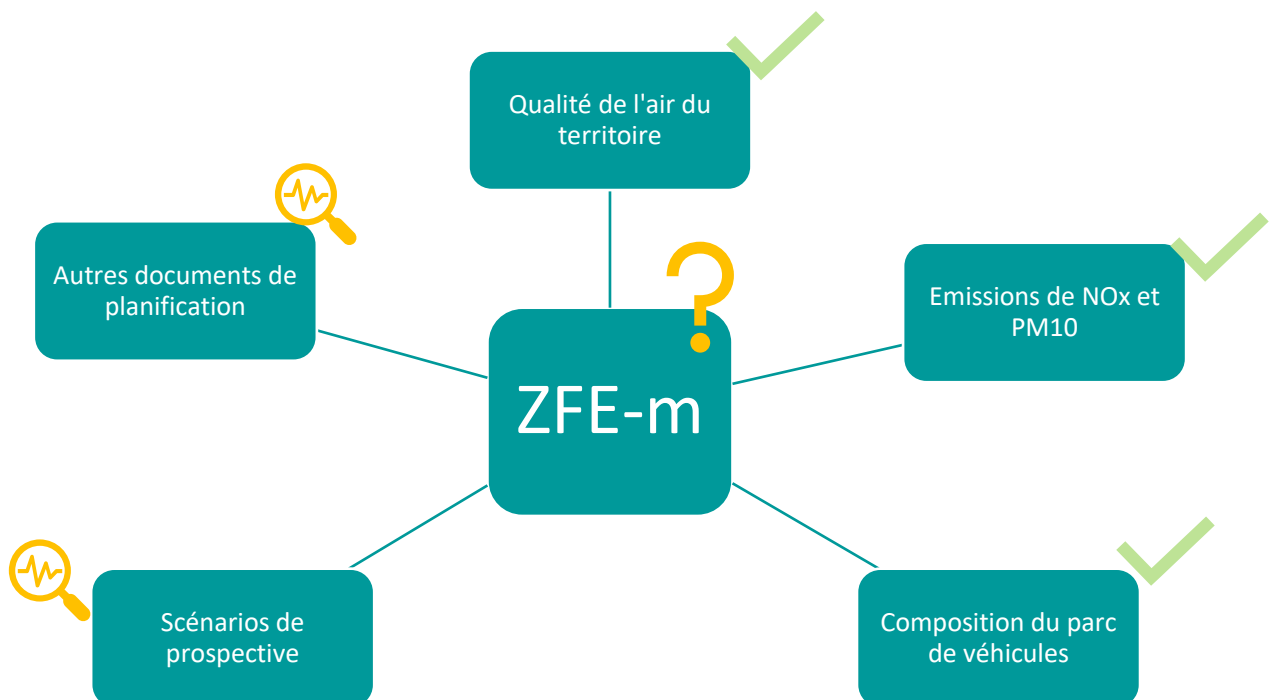 Qualité de l'air du
territoire
Autres documents de
planification
Emissions de NOx et
PM10
?
ZFE-m
Scénarios de
prospective
Composition du parc
de véhicules